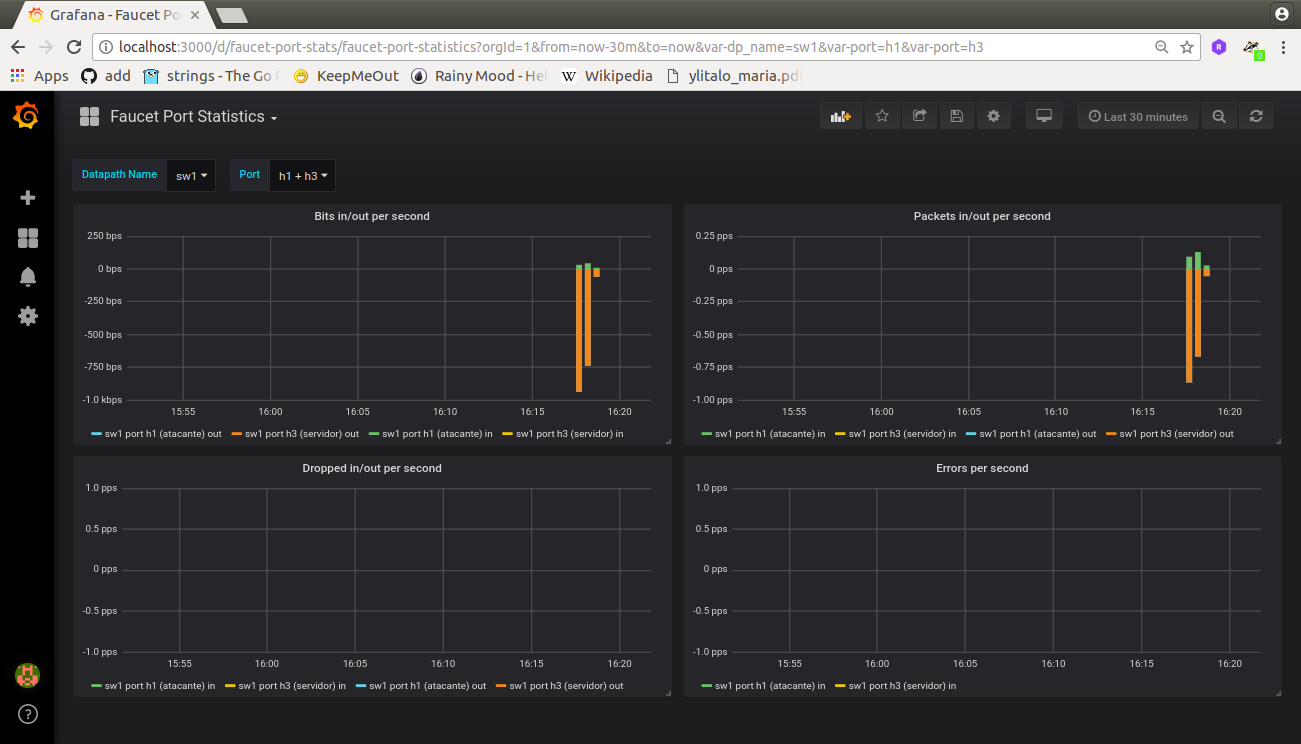 Grafana - Faucet Po
localhost:3000/d/faucet-port-stats/faucet-port-statistics?orgId=1&from=now-30m&to=now&var-dp_name=sw1&var-port=h1&var-port=h3
R
0
Apps add strings - The Go KeepMeOut Rainy Mood - Hel W Wikipedia ylitalo_maria.pd
Faucet Port Statistics
Last 30 minutes
Datapath Name sw1 Port h1 + h3
Bits in/out per second
250 bps
0 bps
-250 bps
-500 bps
-750 bps
-1.0 kbps
15:55 16:00 16:05 16:10 16:15 16:20
sw1 port h1 (atacante) out sw1 port h3 (servidor) out sw1 port h1 (atacante) in sw1 port h3 (servidor) in
Packets in/out per second
0.25 pps
0 pps
-0.25 pps
-0.50 pps
-0.75 pps
-1.00 pps
15:55 16:00 16:05 16:10 16:15 16:20
sw1 port h1 (atacante) in sw1 port h3 (servidor) in sw1 port h1 (atacante) out sw1 port h3 (servidor) out
Dropped in/out per second
1.0 pps
0.5 pps
0 pps
-0.5 pps
-1.0 pps
15:55 16:00 16:05 16:10 16:15 16:20
sw1 port h1 (atacante) in sw1 port h3 (servidor) in sw1 port h1 (atacante) out sw1 port h3 (servidor) out
Errors per second
1.0 pps
0.5 pps
0 pps
-0.5 pps
-1.0 pps
15:55 16:00 16:05 16:10 16:15 16:20
sw1 port h1 (atacante) in sw1 port h3 (servidor) in